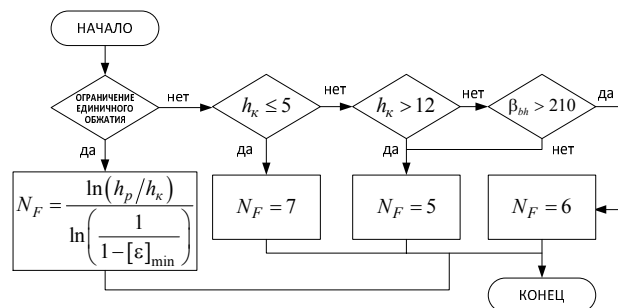 НАЧАЛО
ОГРАНИЧЕНИЕ
ЕДИНИЧНОГО
ОБЖАТИЯ
нет
h_к ≤ 5
нет
h_к > 12
нет
β_bh > 210
да
да
да
да
нет
N_F = ln(h_p/h_к) / ln(1/(1−[ε]_min))
N_F = 7
N_F = 5
N_F = 6
КОНЕЦ